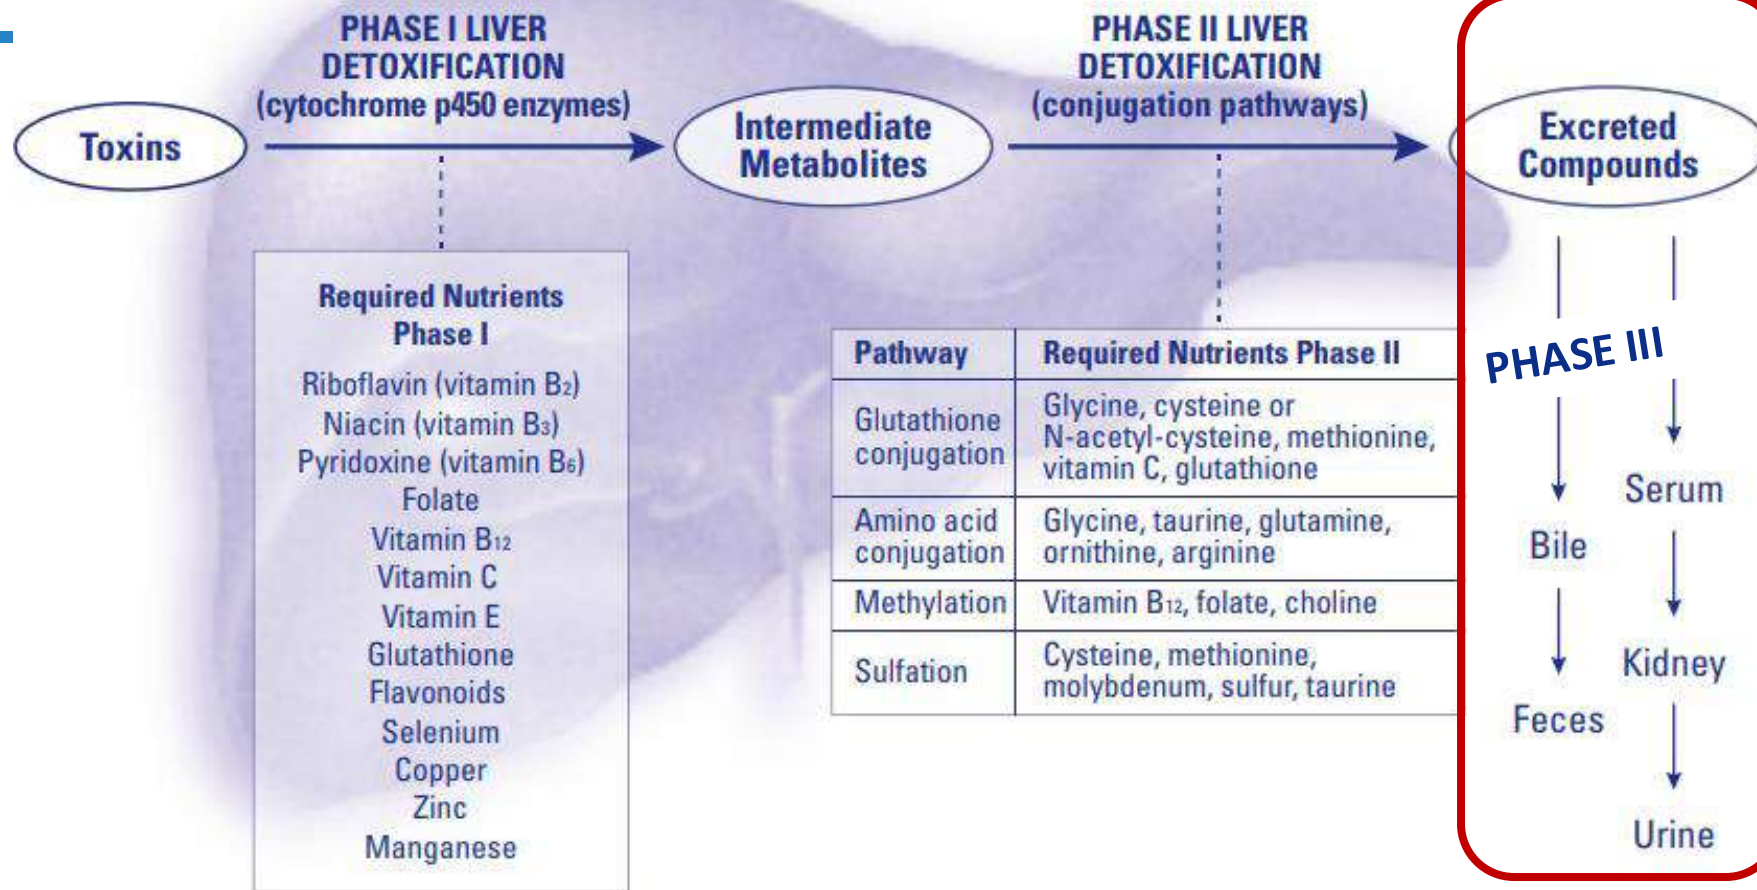 PHASE I LIVER
DETOXIFICATION
(cytochrome p450 enzymes)
PHASE II LIVER
DETOXIFICATION
(conjugation pathways)
Toxins
Intermediate
Metabolites
Excreted
Compounds
Required Nutrients
Phase I
Riboflavin (vitamin B₂)
Niacin (vitamin B₃)
Pyridoxine (vitamin B₆)
Folate
Vitamin B₁₂
Vitamin C
Vitamin E
Glutathione
Flavonoids
Selenium
Copper
Zinc
Manganese
Pathway
Required Nutrients Phase II
Glutathione
conjugation
Glycine, cysteine or
N-acetyl-cysteine, methionine,
vitamin C, glutathione
Amino acid
conjugation
Glycine, taurine, glutamine,
ornithine, arginine
Methylation
Vitamin B₁₂, folate, choline
Sulfation
Cysteine, methionine,
molybdenum, sulfur, taurine
PHASE III
Bile
Feces
Serum
Kidney
Urine